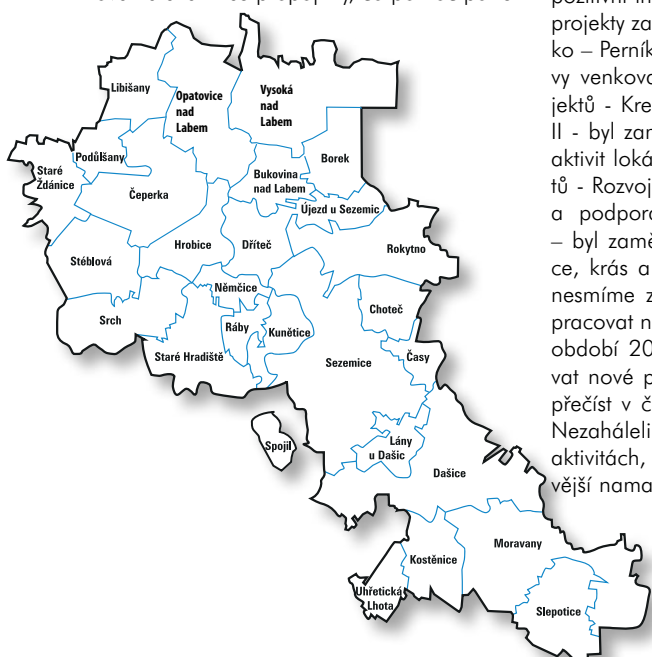 pozitivní
projekty za
ko – Perník
vy venkova
jektů - Kre
II - byl zam
aktivit loká
tů - Rozvoj
a podpora
– byl zamě
ce, krás a
nesmíme z
pracovat n
období 20
vat nové p
přečíst v č
Nezaháleli
aktivitách,
vější nama
Libišany
Opatovice
nad
Labem
Vysoká
nad
Labem
Podůlšany
Borek
Staré
Ždánice
Bukovina
nad Labem
Čeperka
Újezd u Sezemic
Hrobice
Dříteč
Rokytno
Stéblová
Němčice
Choteč
Srch
Ráby
Kunětice
Staré Hradiště
Časy
Sezemice
Spojil
Lány
u Dašic
Dašice
Moravany
Kostěnice
Uhřetická
Lhota
Slepotice